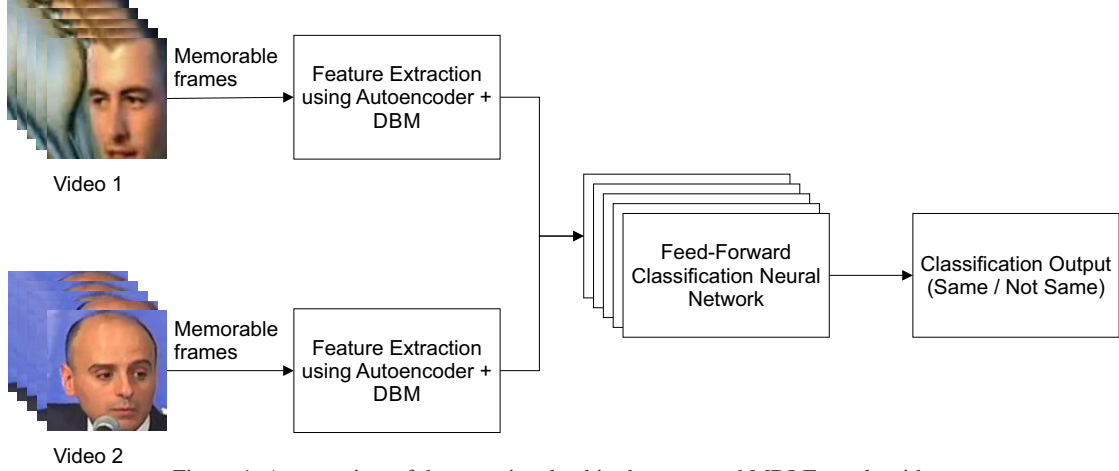 Memorable
frames
Feature Extraction
using Autoencoder +
DBM
Video 1
Feed-Forward
Classification Neural
Network
Classification Output
(Same / Not Same)
Memorable
frames
Feature Extraction
using Autoencoder +
DBM
Video 2